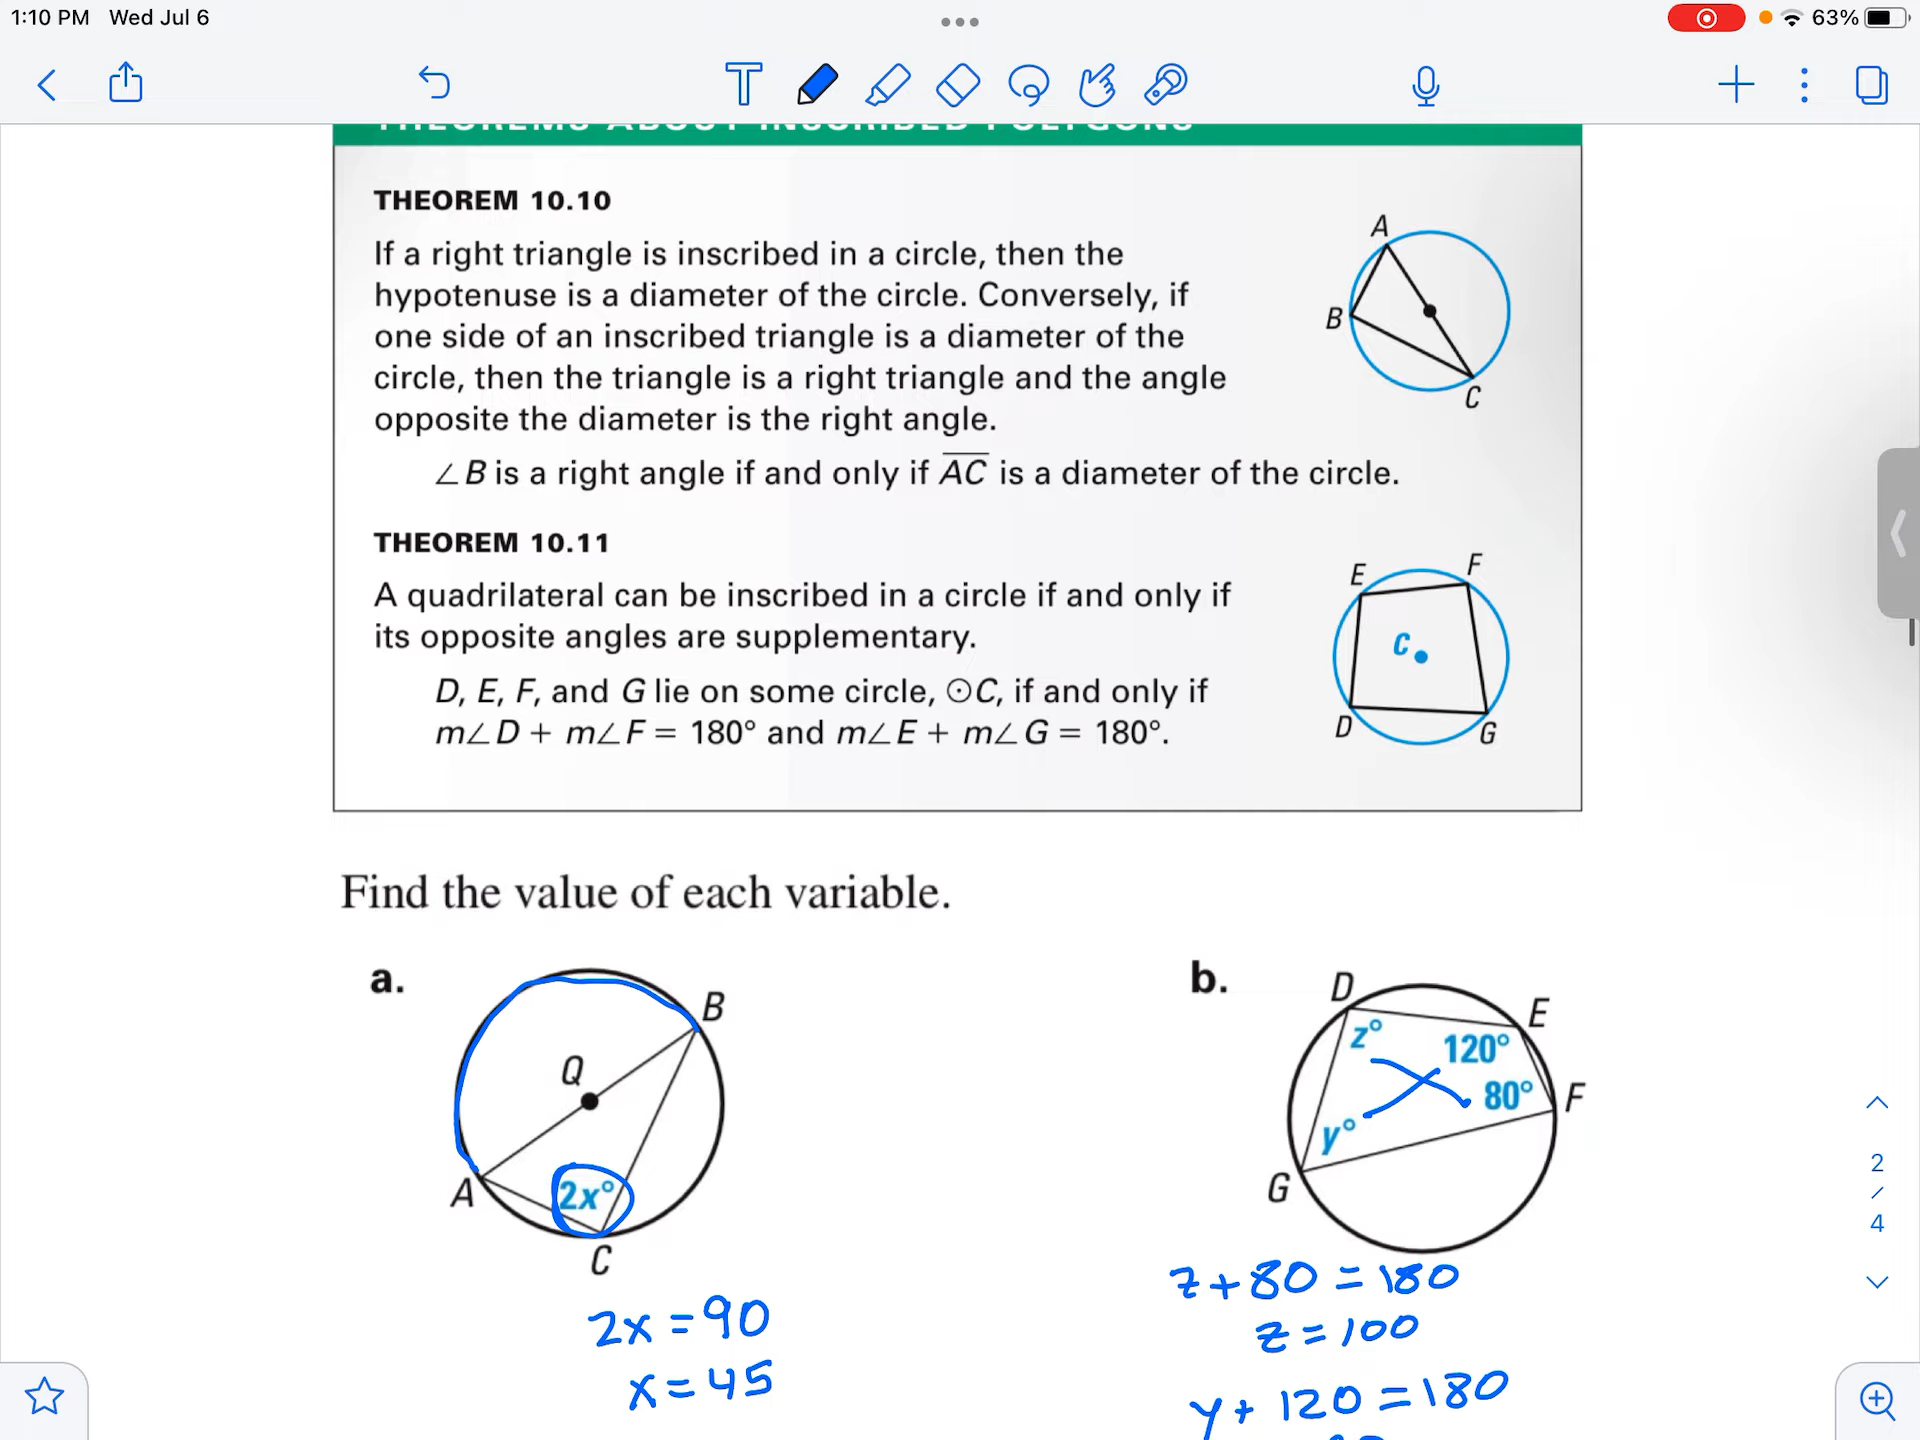 1:10 PM Wed Jul 6
63%
THEOREMS ABOUT INSCRIBED POLYGONS
THEOREM 10.10
If a right triangle is inscribed in a circle, then the
hypotenuse is a diameter of the circle. Conversely, if
one side of an inscribed triangle is a diameter of the
circle, then the triangle is a right triangle and the angle
opposite the diameter is the right angle.
∠B is a right angle if and only if A̅C̅ is a diameter of the circle.
A
B
C
THEOREM 10.11
A quadrilateral can be inscribed in a circle if and only if
its opposite angles are supplementary.
D, E, F, and G lie on some circle, ⊙C, if and only if
m∠D + m∠F = 180° and m∠E + m∠G = 180°.
E
F
C
D
G
Find the value of each variable.
a.
B
Q
A
2x°
C
2x = 90
x = 45
b.
D
E
z°
120°
80°
F
y°
G
z + 80 = 180
z = 100
y + 120 = 180
2
/
4